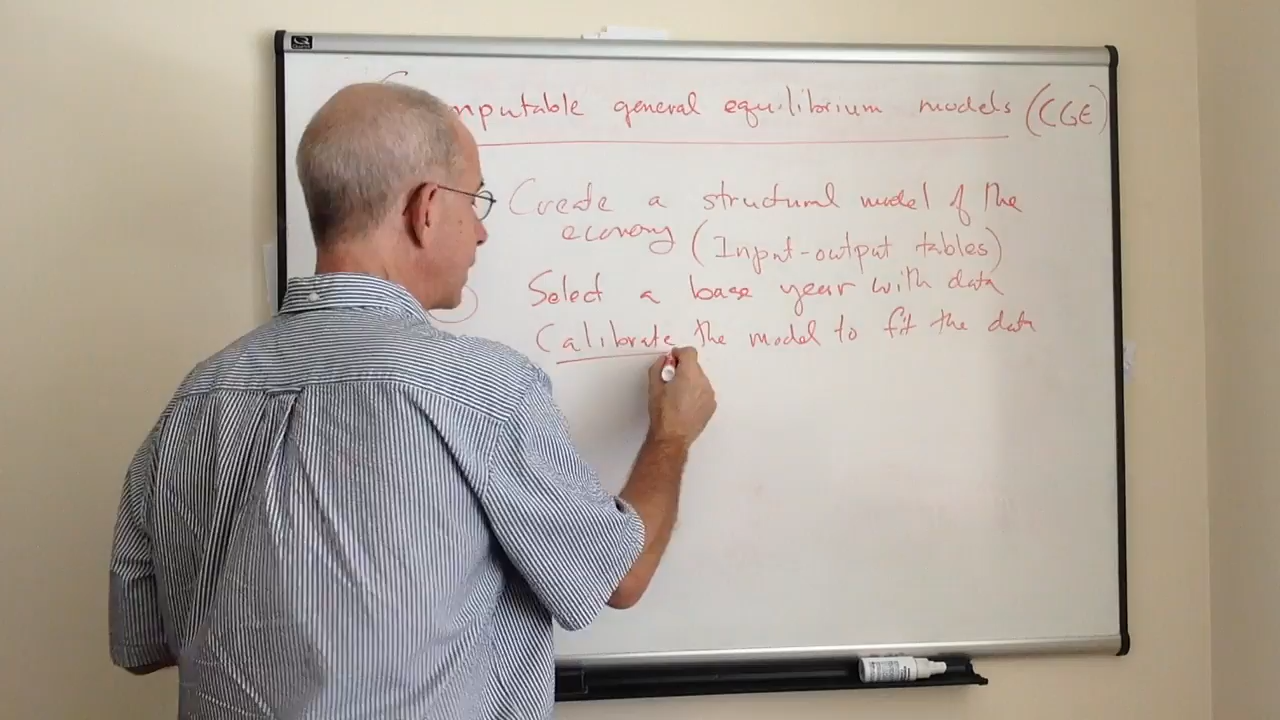 mputable general equilibrium models (CGE)
Create a structural model of the
economy (Input-output tables)
Select a base year with data
Calibrate the model to fit the data